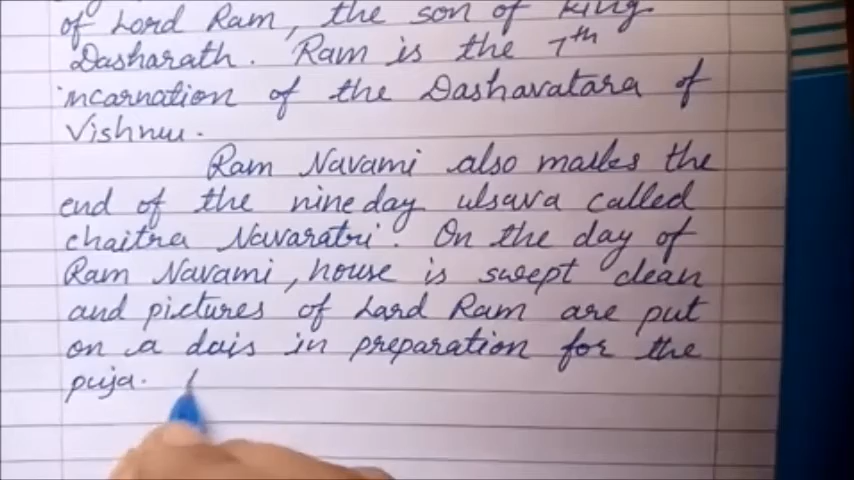 of Lord Ram, the son of King
Dasharath. Ram is the 7th
incarnation of the Dashavatara of
Vishnu.
Ram Navami also marks the
end of the nine day utsava called
chaitra Navaratri. On the day of
Ram Navami, house is swept clean
and pictures of Lord Ram are put
on a dais in preparation for the
puja.